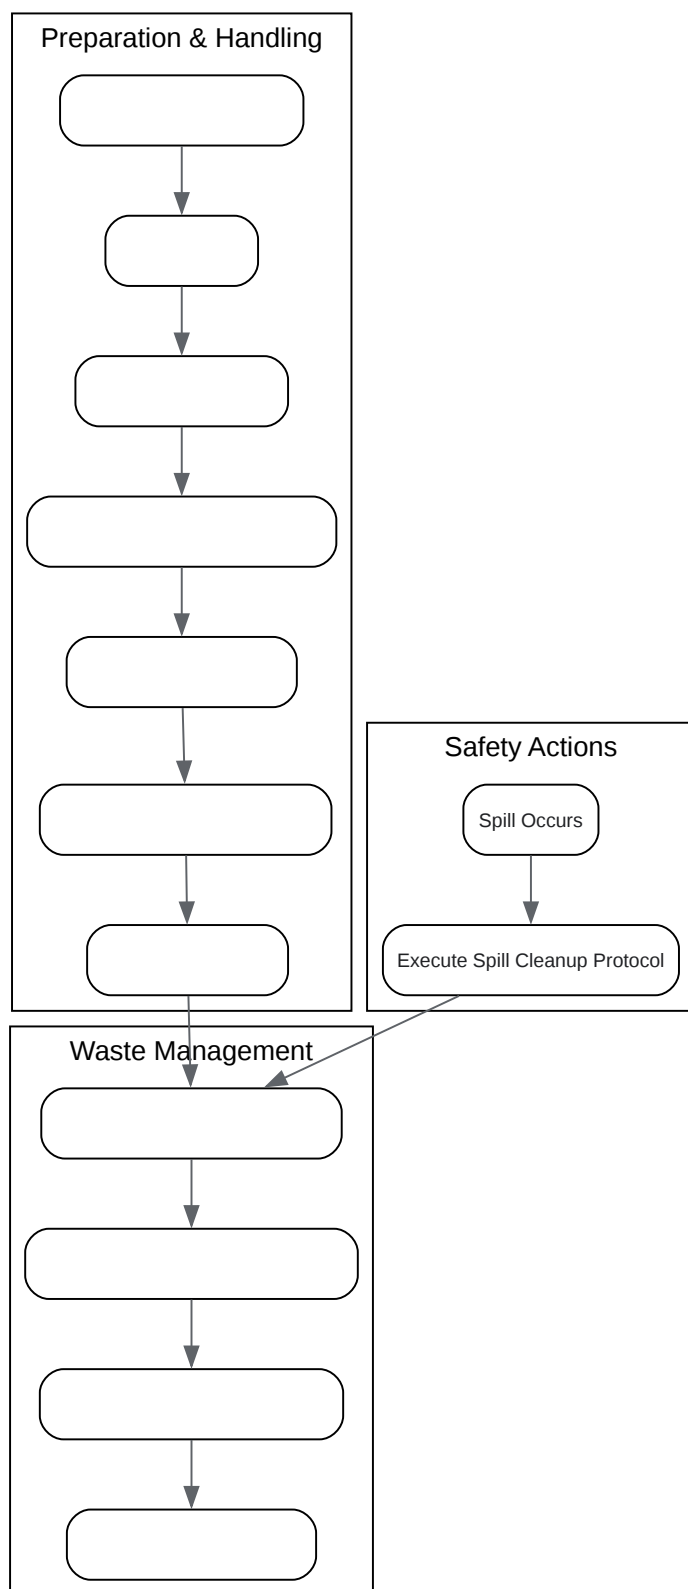 Preparation & Handling
Safety Actions
Spill Occurs
Execute Spill Cleanup Protocol
Waste Management